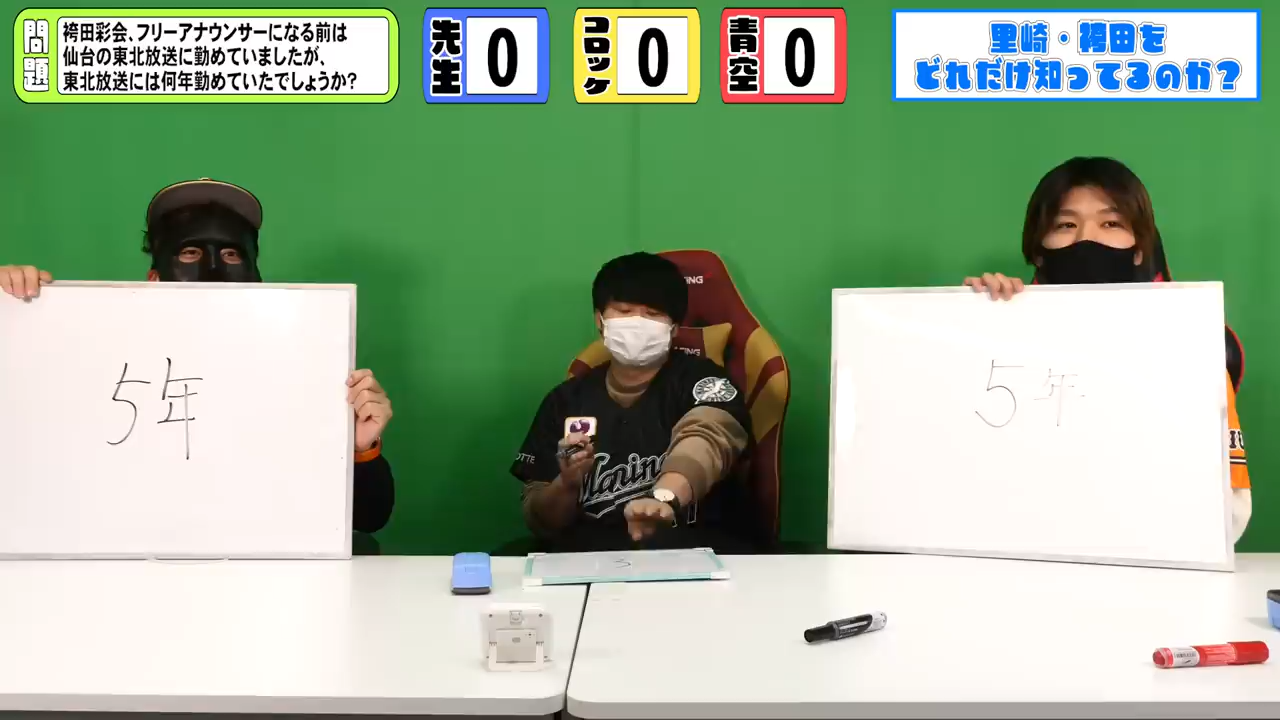 問題
袴田彩会、フリーアナウンサーになる前は
仙台の東北放送に勤めていましたが、
東北放送には何年勤めていたでしょうか?
先生
0
コロッケ
0
青空
0
里崎・袴田を
どれだけ知ってるのか?
5年
5年
3
Marine